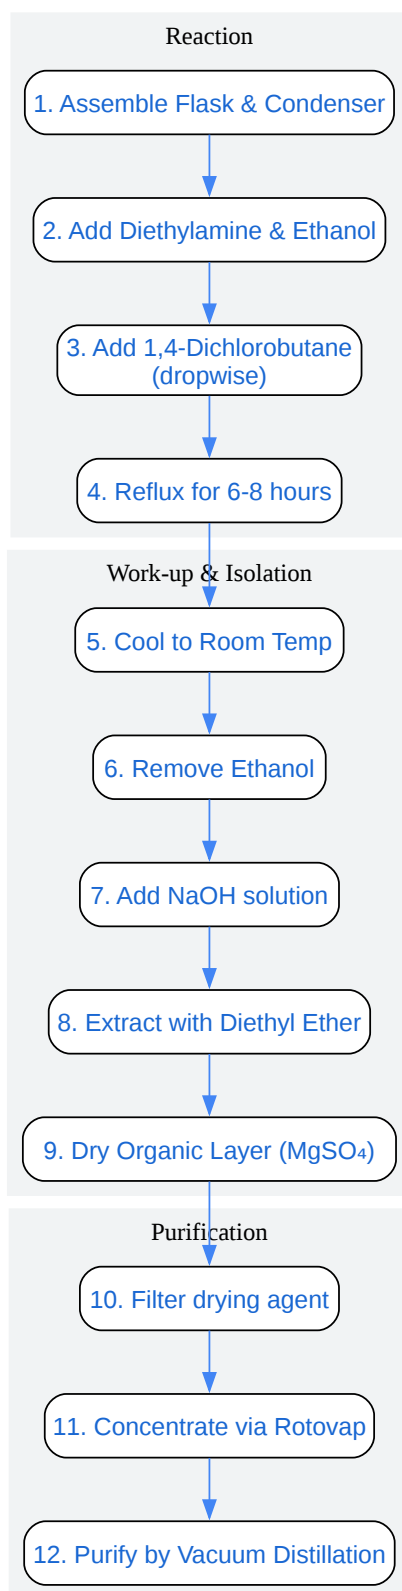 Reaction
1. Assemble Flask & Condenser
2. Add Diethylamine & Ethanol
3. Add 1,4-Dichlorobutane
(dropwise)
4. Reflux for 6-8 hours
Work-up & Isolation
5. Cool to Room Temp
6. Remove Ethanol
7. Add NaOH solution
8. Extract with Diethyl Ether
9. Dry Organic Layer (MgSO₄)
Purification
10. Filter drying agent
11. Concentrate via Rotovap
12. Purify by Vacuum Distillation